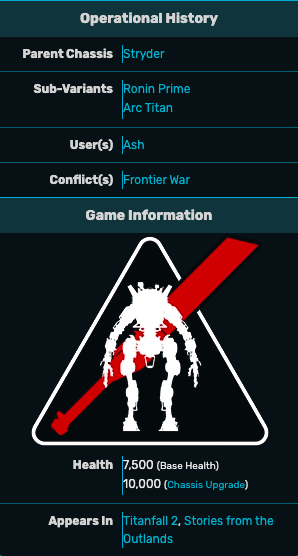 Operational History
Parent Chassis Stryder
Sub-Variants Ronin Prime
Arc Titan
User(s) Ash
Conflict(s) Frontier War
Game Information
Health 7,500 (Base Health)
10,000 (Chassis Upgrade)
Appears In Titanfall 2, Stories from the
Outlands